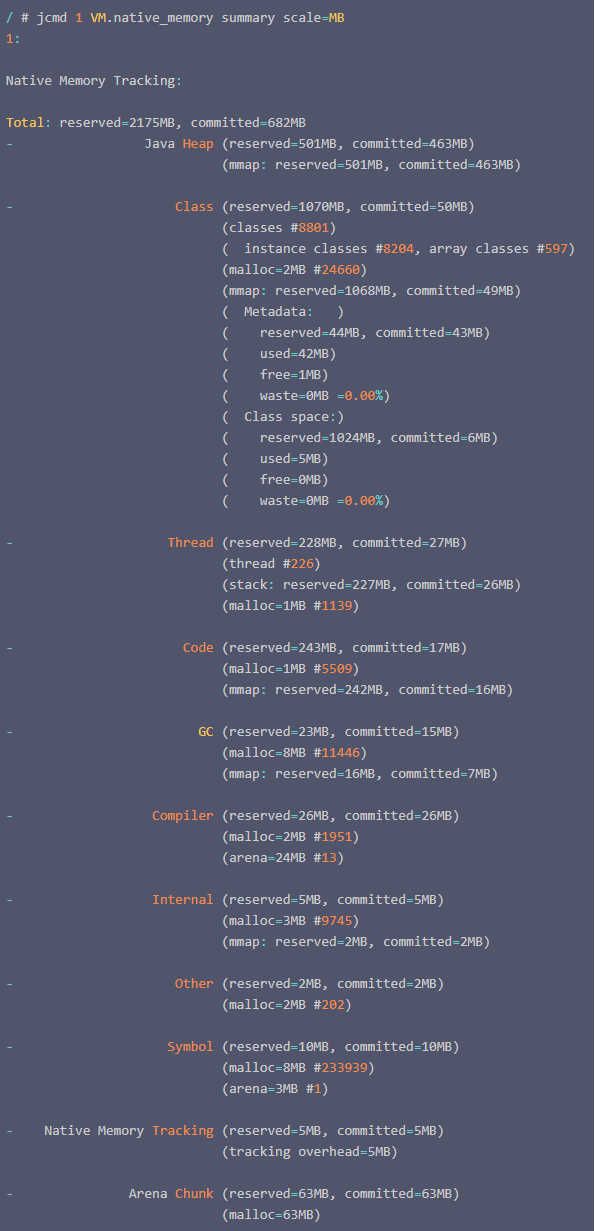 / # jcmd 1 VM.native_memory summary scale=MB
1:

Native Memory Tracking:

Total: reserved=2175MB, committed=682MB
-                 Java Heap (reserved=501MB, committed=463MB)
                            (mmap: reserved=501MB, committed=463MB)

-                     Class (reserved=1070MB, committed=50MB)
                            (classes #8801)
                            (  instance classes #8204, array classes #597)
                            (malloc=2MB #24660)
                            (mmap: reserved=1068MB, committed=49MB)
                            (  Metadata:   )
                            (    reserved=44MB, committed=43MB)
                            (    used=42MB)
                            (    free=1MB)
                            (    waste=0MB =0.00%)
                            (  Class space:)
                            (    reserved=1024MB, committed=6MB)
                            (    used=5MB)
                            (    free=0MB)
                            (    waste=0MB =0.00%)

-                    Thread (reserved=228MB, committed=27MB)
                            (thread #226)
                            (stack: reserved=227MB, committed=26MB)
                            (malloc=1MB #1139)

-                      Code (reserved=243MB, committed=17MB)
                            (malloc=1MB #5509)
                            (mmap: reserved=242MB, committed=16MB)

-                        GC (reserved=23MB, committed=15MB)
                            (malloc=8MB #11446)
                            (mmap: reserved=16MB, committed=7MB)

-                  Compiler (reserved=26MB, committed=26MB)
                            (malloc=2MB #1951)
                            (arena=24MB #13)

-                  Internal (reserved=5MB, committed=5MB)
                            (malloc=3MB #9745)
                            (mmap: reserved=2MB, committed=2MB)

-                     Other (reserved=2MB, committed=2MB)
                            (malloc=2MB #202)

-                    Symbol (reserved=10MB, committed=10MB)
                            (malloc=8MB #233939)
                            (arena=3MB #1)

-    Native Memory Tracking (reserved=5MB, committed=5MB)
                            (tracking overhead=5MB)

-               Arena Chunk (reserved=63MB, committed=63MB)
                            (malloc=63MB)